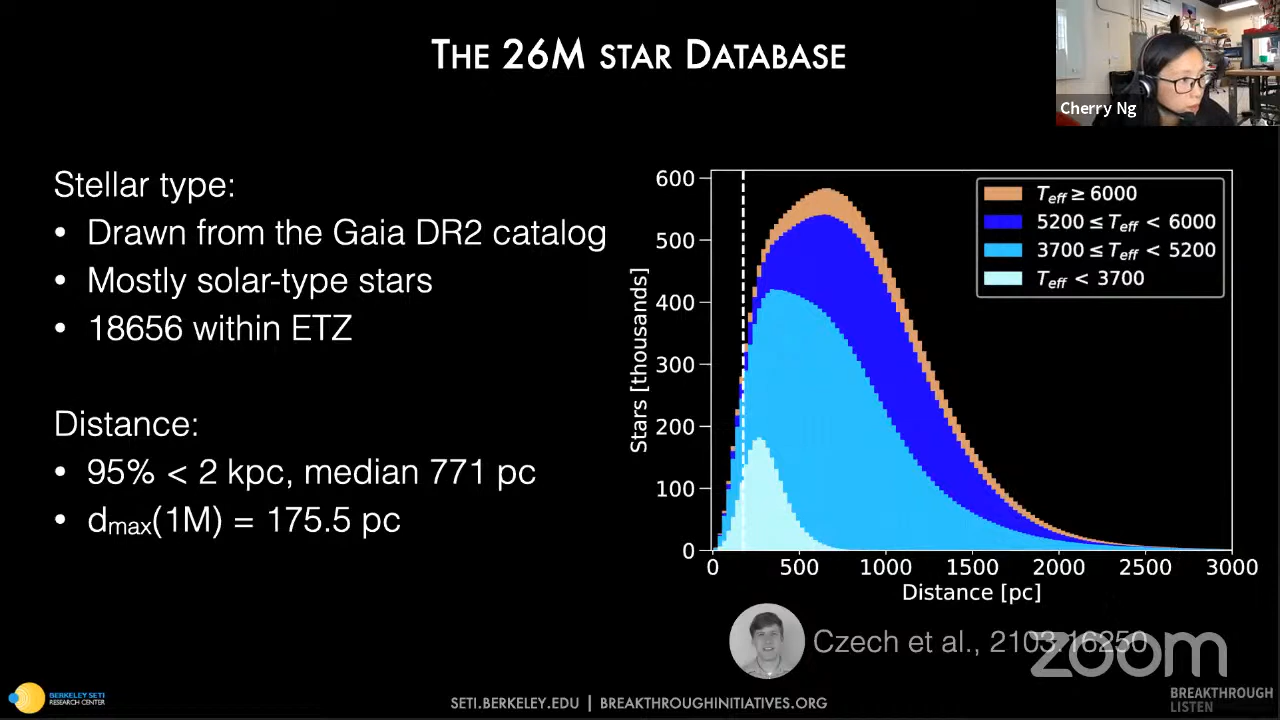 THE 26M STAR DATABASE
Cherry Ng
Stellar type:
• Drawn from the Gaia DR2 catalog
• Mostly solar-type stars
• 18656 within ETZ
Distance:
• 95% < 2 kpc, median 771 pc
• dmax(1M) = 175.5 pc
Stars [thousands]
600
500
400
300
200
100
0
Teff ≥ 6000
5200 ≤ Teff < 6000
3700 ≤ Teff < 5200
Teff < 3700
0 500 1000 1500 2000 2500 3000
Distance [pc]
Czech et al., 2103.16250
zoom
BERKELEY SETI
RESEARCH CENTER
SETI.BERKELEY.EDU | BREAKTHROUGHINITIATIVES.ORG
BREAKTHROUGH
LISTEN